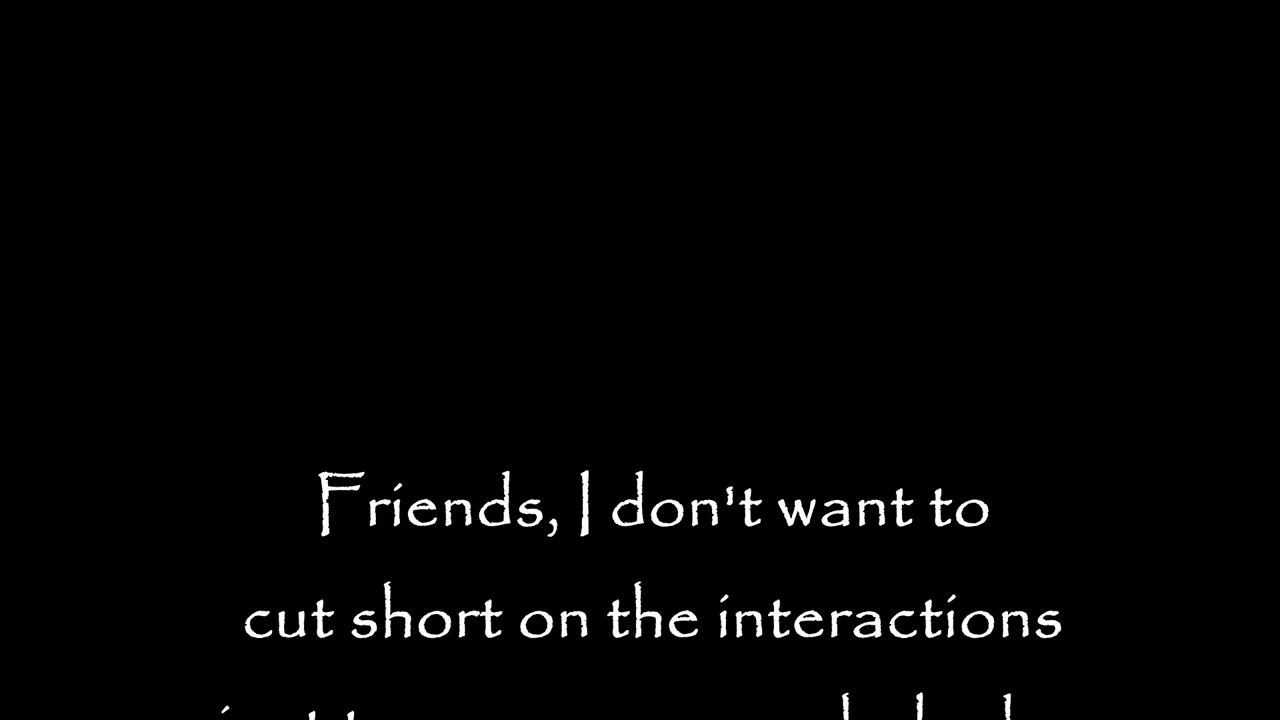 Friends, I don't want to
cut short on the interactions